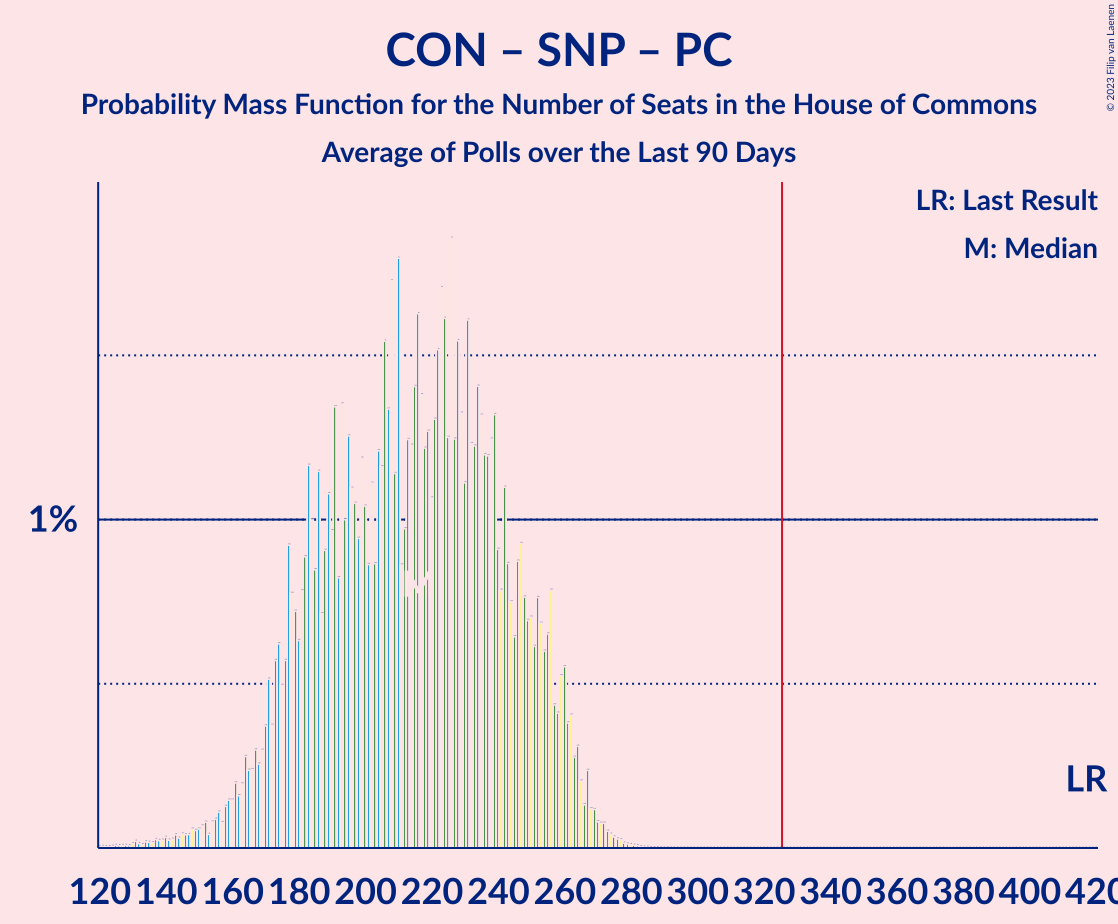 CON – SNP – PC
Probability Mass Function for the Number of Seats in the House of Commons
Average of Polls over the Last 90 Days
© 2023 Filip van Laenen
LR: Last Result
M: Median
1%
M
LR
120 140 160 180 200 220 240 260 280 300 320 340 360 380 400 420